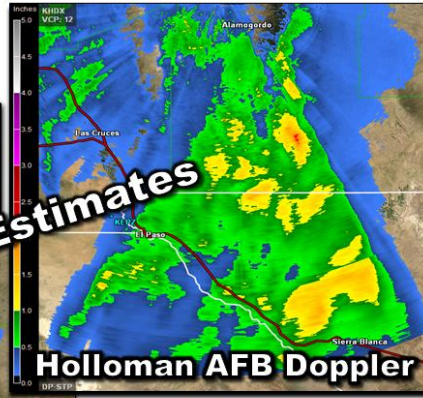 Inches
KHDX
VCP: 12
5.0
4.5
4.0
3.5
3.0
2.5
2.0
1.5
1.0
0.5
0.0
Alamogordo
Las Cruces
Estimates
El Paso
Sierra Blanca
Holloman AFB Doppler
DP-STP